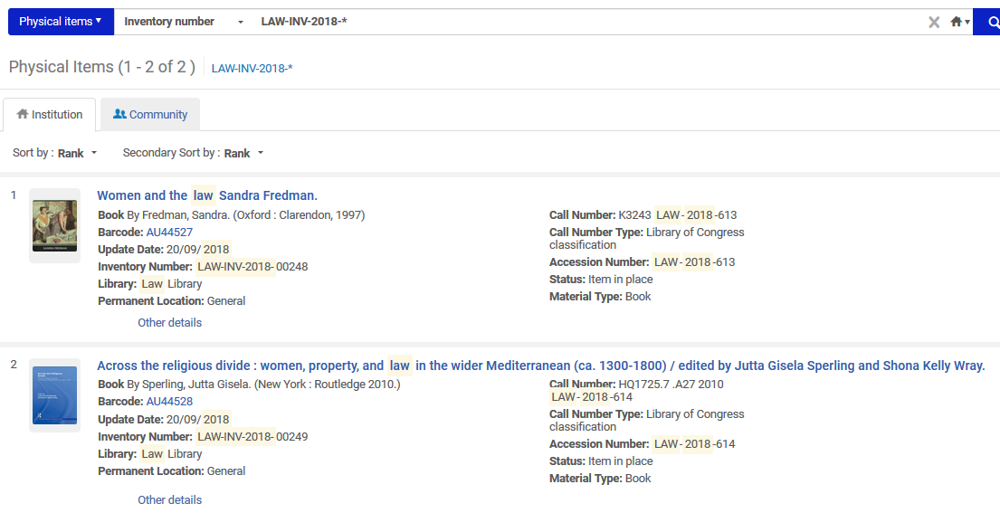 Physical items Inventory number LAW-INV-2018-*
Physical Items (1 - 2 of 2 ) LAW-INV-2018-*
Institution Community
Sort by : Rank Secondary Sort by : Rank
1 Women and the law Sandra Fredman.
Book By Fredman, Sandra. (Oxford : Clarendon, 1997)
Barcode: AU44527
Update Date: 20/09/ 2018
Inventory Number: LAW-INV-2018- 00248
Library: Law Library
Permanent Location: General
Other details
Call Number: K3243 LAW - 2018 -613
Call Number Type: Library of Congress
classification
Accession Number: LAW - 2018 -613
Status: Item in place
Material Type: Book
2 Across the religious divide : women, property, and law in the wider Mediterranean (ca. 1300-1800) / edited by Jutta Gisela Sperling and Shona Kelly Wray.
Book By Sperling, Jutta Gisela. (New York : Routledge 2010.)
Barcode: AU44528
Update Date: 20/09/ 2018
Inventory Number: LAW-INV-2018- 00249
Library: Law Library
Permanent Location: General
Other details
Call Number: HQ1725.7 .A27 2010
LAW - 2018 -614
Call Number Type: Library of Congress
classification
Accession Number: LAW - 2018 -614
Status: Item in place
Material Type: Book